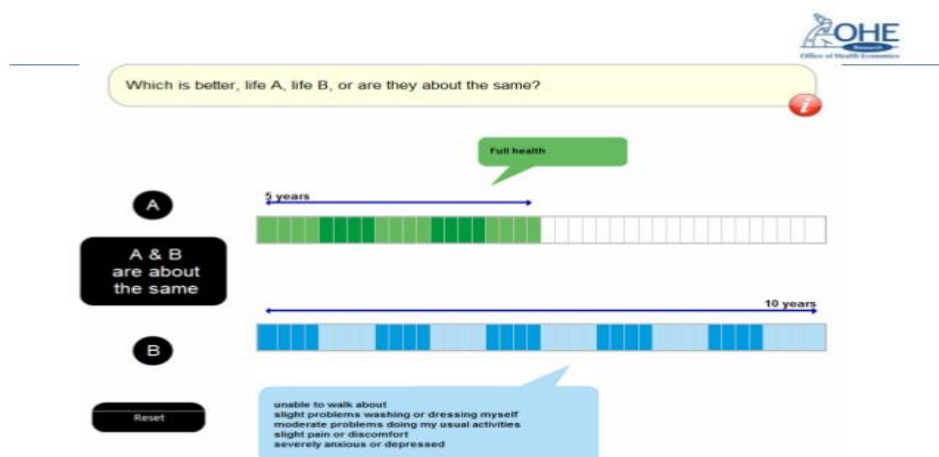 OHE
Research
Office of Health Economics
Which is better, life A, life B, or are they about the same?
i
Full health
5 years
A
A & B
are about
the same
10 years
B
unable to walk about
slight problems washing or dressing myself
moderate problems doing my usual activities
slight pain or discomfort
severely anxious or depressed
Reset